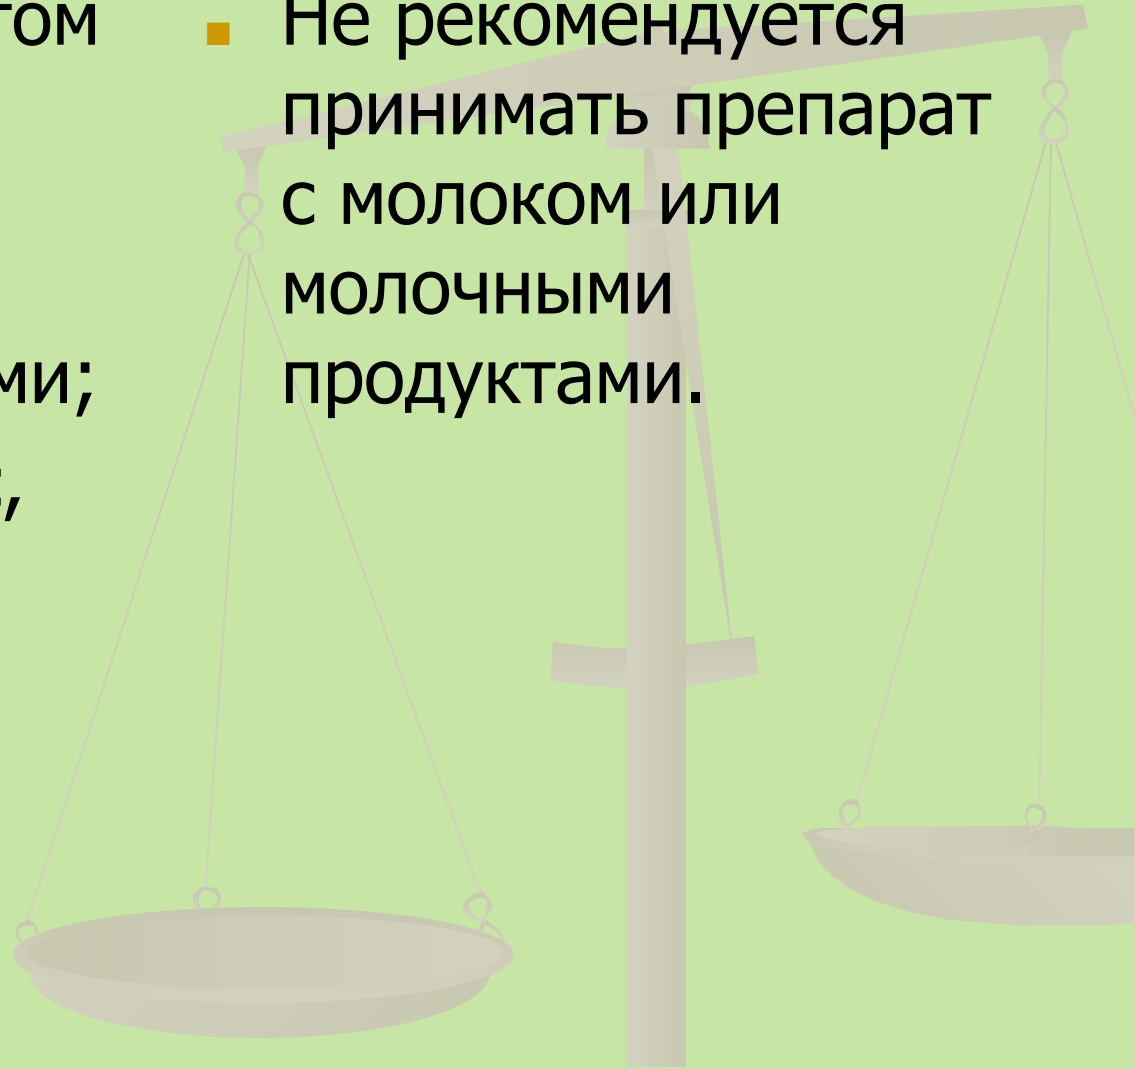 Не рекомендуется
принимать препарат
с молоком или
молочными
продуктами.